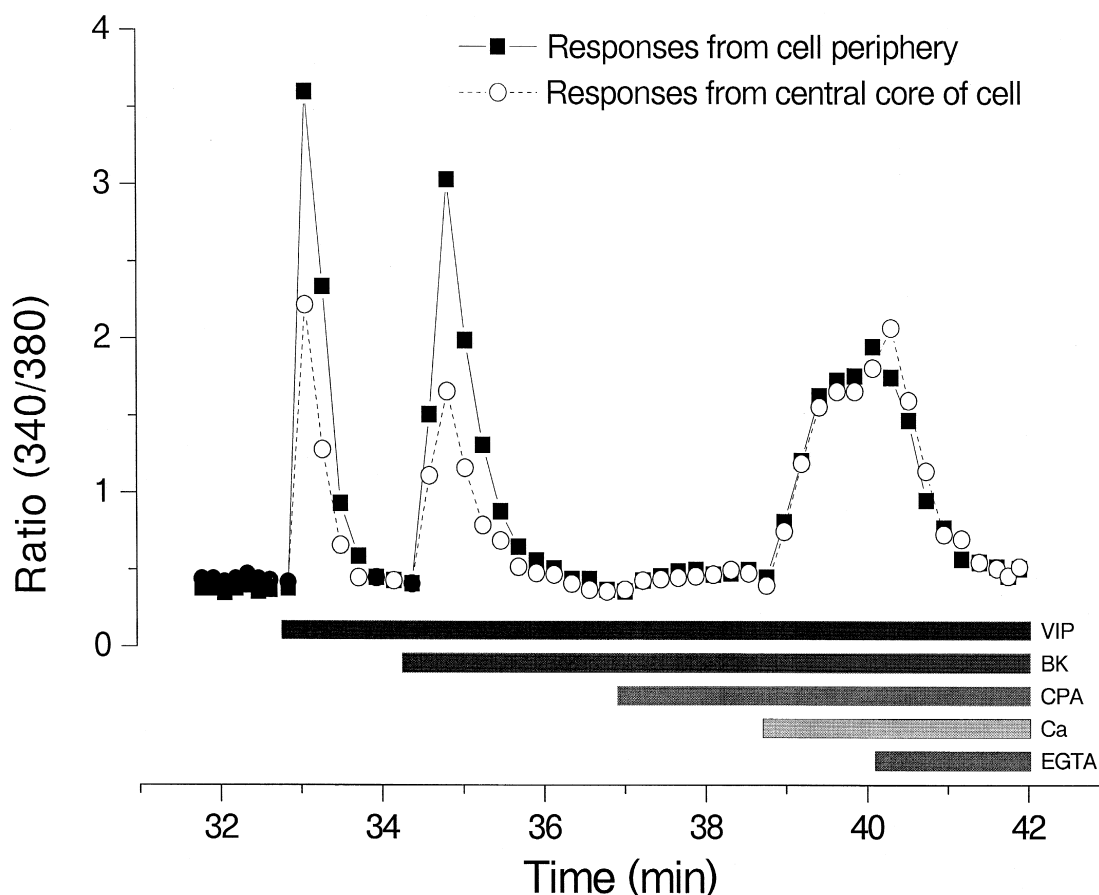 Responses from cell periphery
Responses from central core of cell
4
3
2
1
0
Ratio (340/380)
VIP
BK
CPA
Ca
EGTA
32 34 36 38 40 42
Time (min)